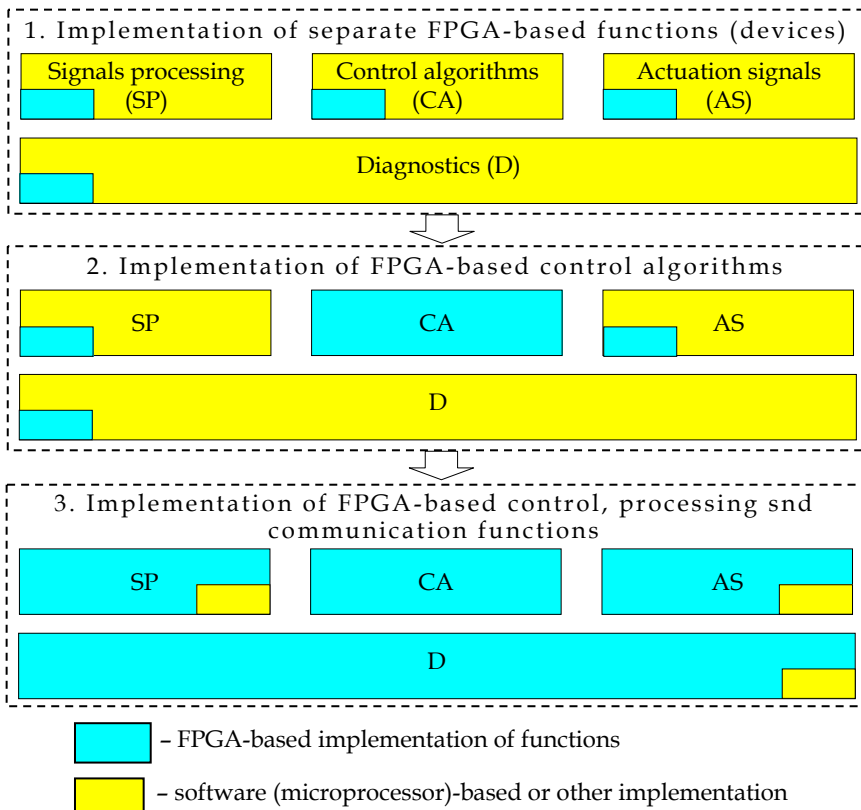 1. Implementation of separate FPGA-based functions (devices)
Signals processing
(SP)
Control algorithms
(CA)
Actuation signals
(AS)
Diagnostics (D)
2. Implementation of FPGA-based control algorithms
SP
CA
AS
D
3. Implementation of FPGA-based control, processing snd
communication functions
SP
CA
AS
D
– FPGA-based implementation of functions
– software (microprocessor)-based or other implementation